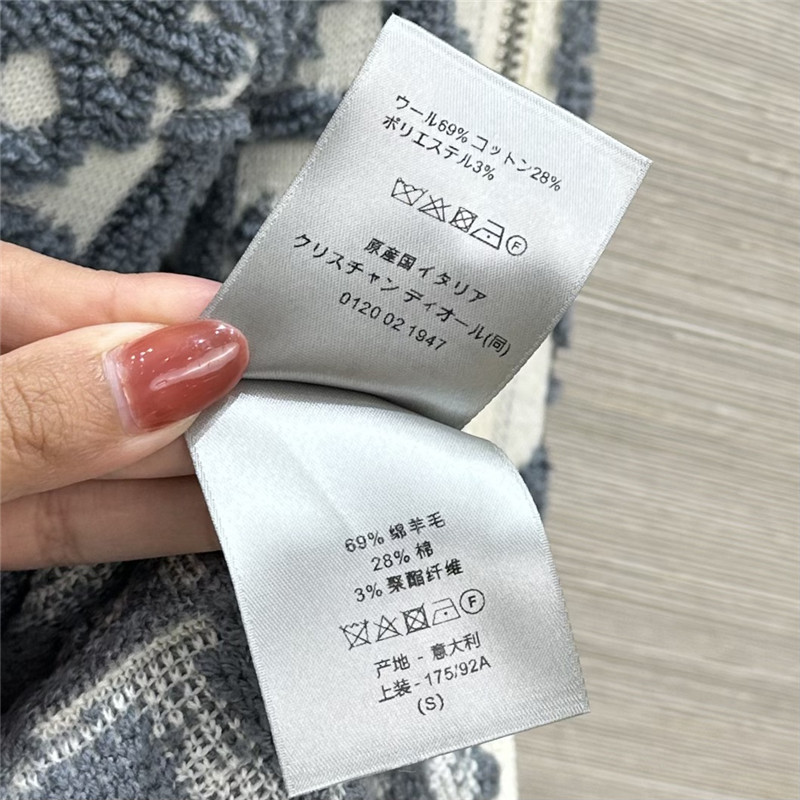 ウール69% コットン28%
ポリエステル3%
F
原産国イタリア
クリスチャン ディオール(同)
0120 02 1947
69% 绵羊毛
28% 棉
3% 聚酯纤维
F
产地 - 意大利
上装 - 175/92A
(S)